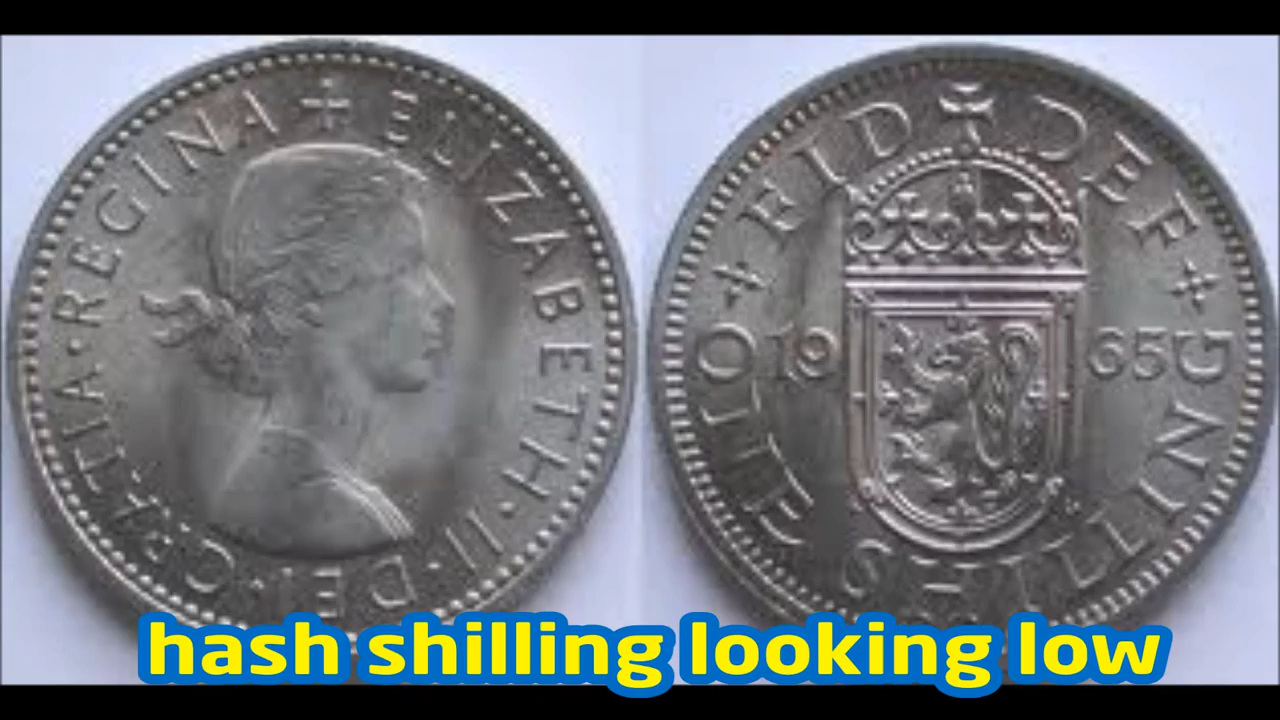 + ELIZABETH · II · DEI · GRATIA · REGINA
FID + DEF
19 65
ONE SHILLING
hash shilling looking low